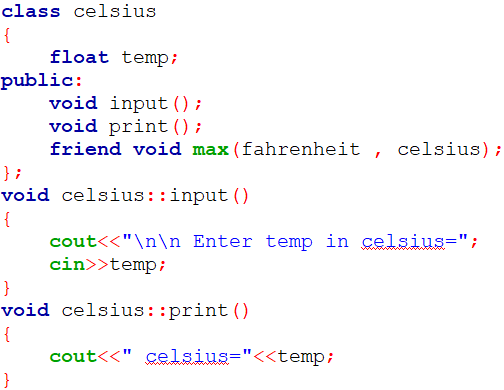 class celsius
{
    float temp;
public:
    void input();
    void print();
    friend void max(fahrenheit , celsius);
};
void celsius::input()
{
    cout<<"\n\n Enter temp in celsius=";
    cin>>temp;
}
void celsius::print()
{
    cout<<" celsius="<<temp;
}